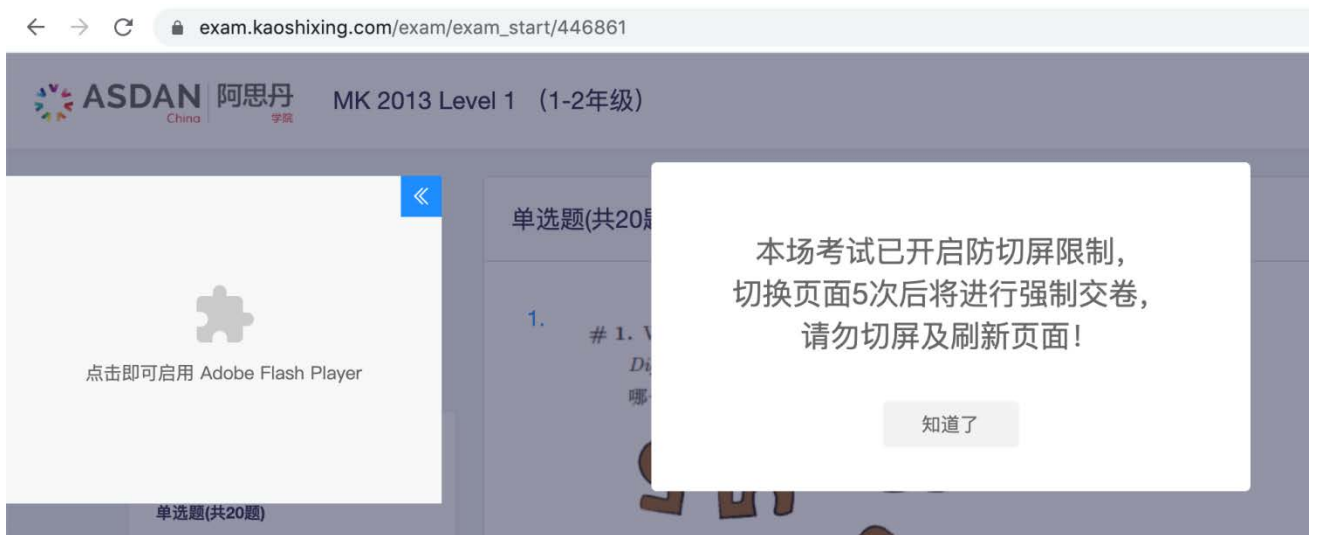 exam.kaoshixing.com/exam/exam_start/446861
ASDAN China 阿思丹 学院
MK 2013 Level 1 （1-2年级）
点击即可启用 Adobe Flash Player
单选题(共20题)
单选题(共20
1.
# 1.
哪
本场考试已开启防切屏限制，
切换页面5次后将进行强制交卷，
请勿切屏及刷新页面！
知道了